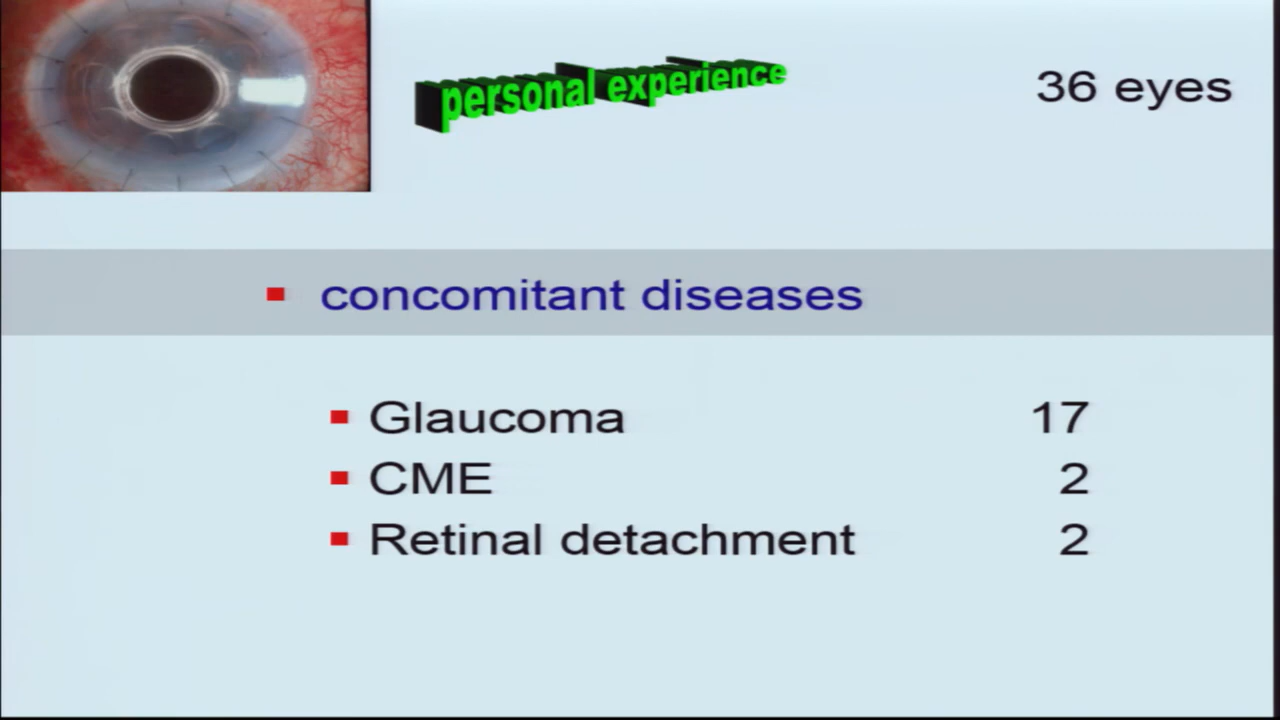 personal experience
36 eyes
concomitant diseases
Glaucoma 17
CME 2
Retinal detachment 2